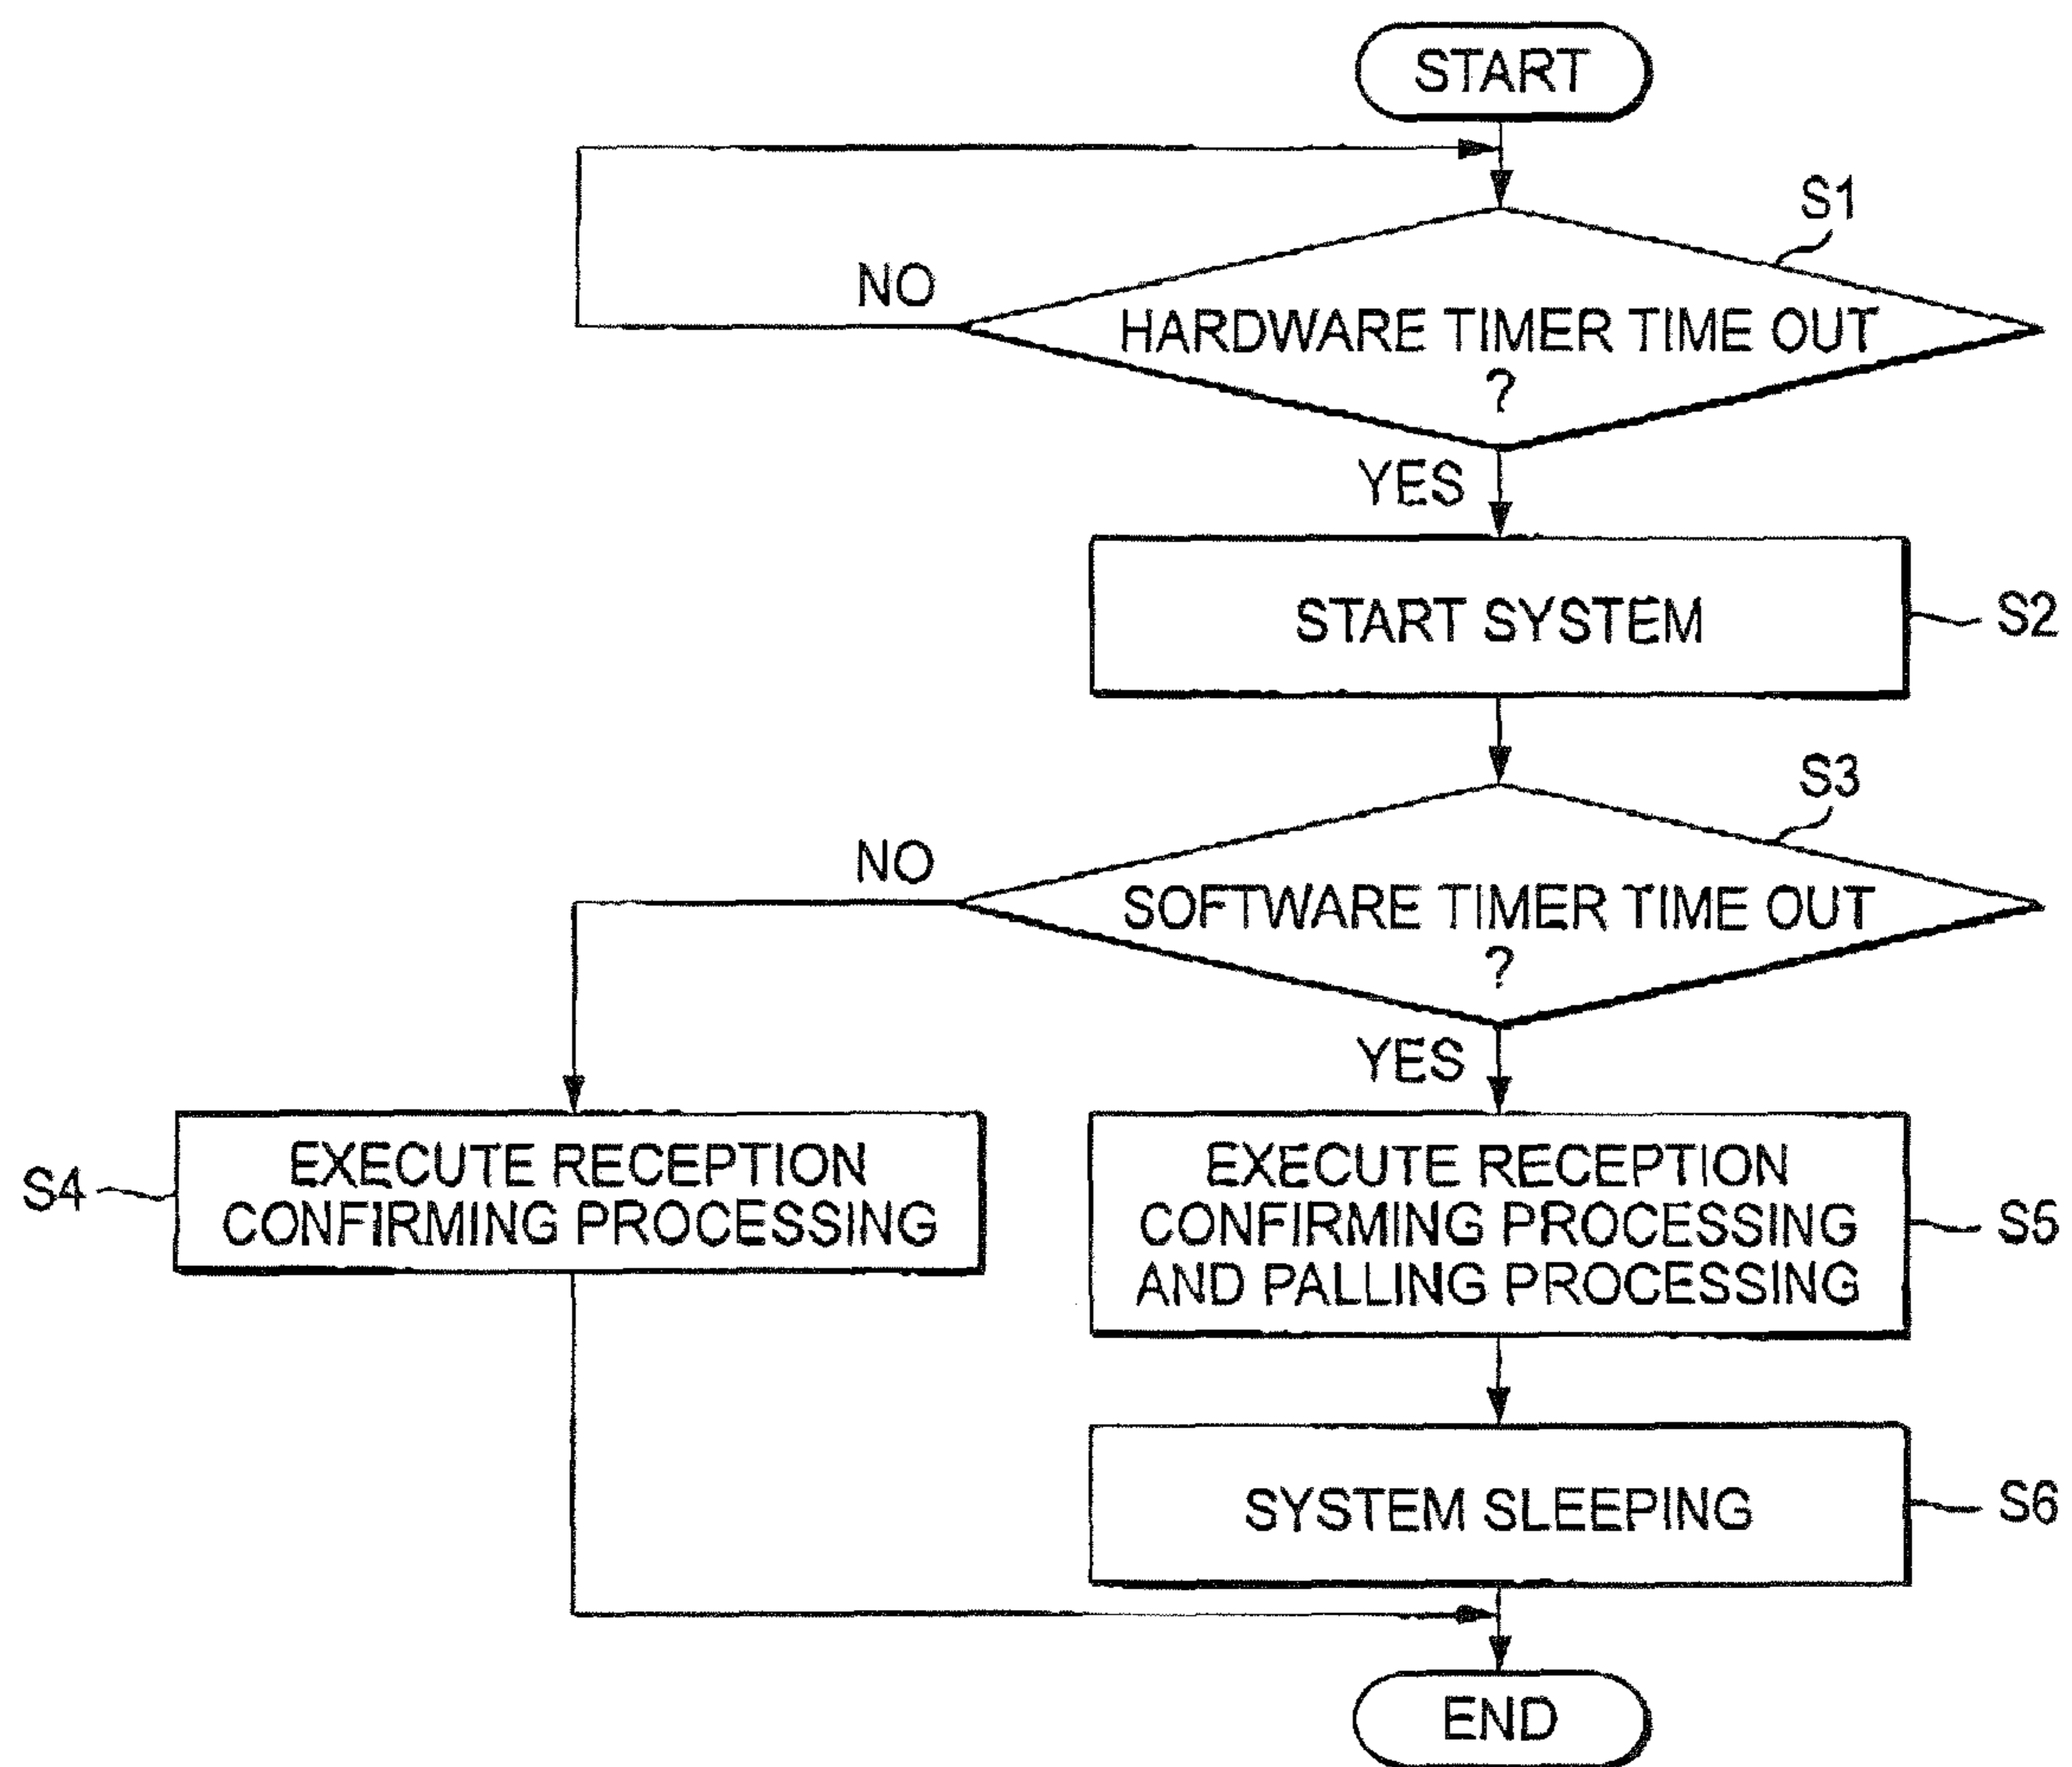 START
S1
NO
HARDWARE TIMER TIME OUT
?
YES
START SYSTEM
S2
S3
NO
SOFTWARE TIMER TIME OUT
?
YES
S4
EXECUTE RECEPTION
CONFIRMING PROCESSING
EXECUTE RECEPTION
CONFIRMING PROCESSING
AND PALLING PROCESSING
S5
SYSTEM SLEEPING
S6
END